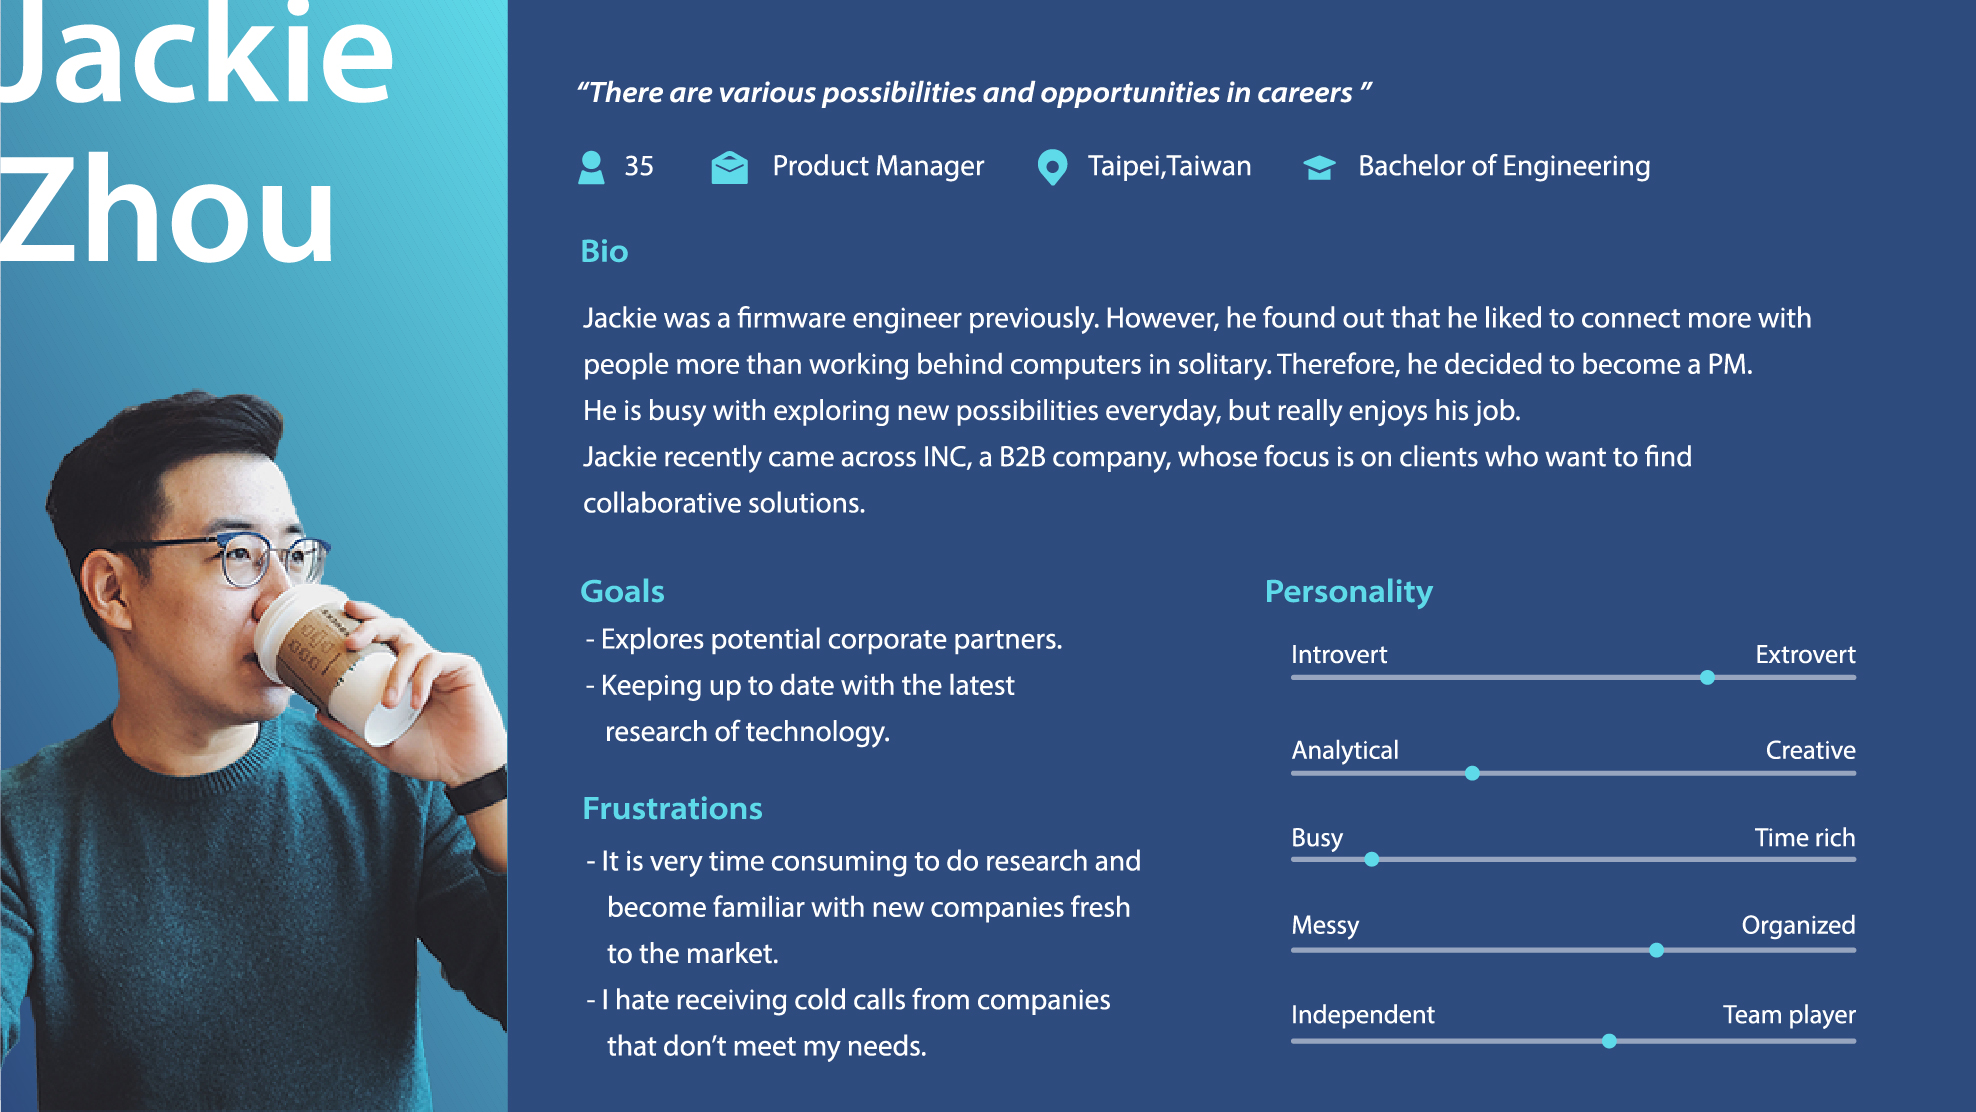 Jackie
Zhou
“There are various possibilities and opportunities in careers ”
35
Product Manager
Taipei,Taiwan
Bachelor of Engineering
Bio
Jackie was a firmware engineer previously. However, he found out that he liked to connect more with
people more than working behind computers in solitary. Therefore, he decided to become a PM.
He is busy with exploring new possibilities everyday, but really enjoys his job.
Jackie recently came across INC, a B2B company, whose focus is on clients who want to find
collaborative solutions.
Goals
- Explores potential corporate partners.
- Keeping up to date with the latest
research of technology.
Frustrations
- It is very time consuming to do research and
become familiar with new companies fresh
to the market.
- I hate receiving cold calls from companies
that don’t meet my needs.
Personality
Introvert Extrovert
Analytical Creative
Busy Time rich
Messy Organized
Independent Team player